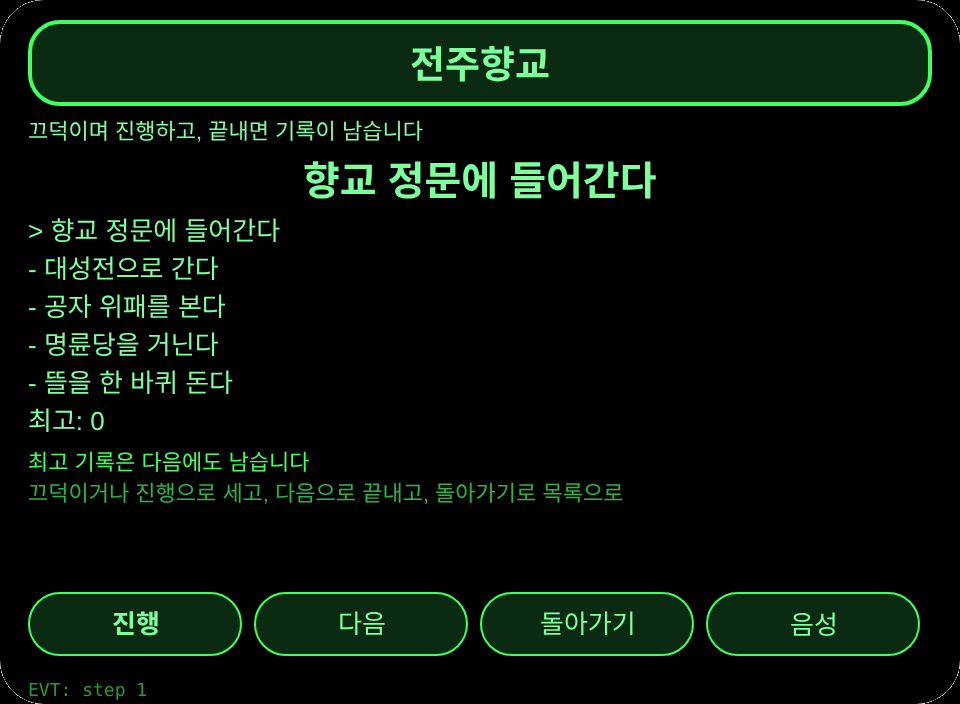 전주향교
끄덕이며 진행하고, 끝내면 기록이 남습니다
향교 정문에 들어간다
> 향교 정문에 들어간다
- 대성전으로 간다
- 공자 위패를 본다
- 명륜당을 거닌다
- 뜰을 한 바퀴 돈다
최고: 0
최고 기록은 다음에도 남습니다
끄덕이거나 진행으로 세고, 다음으로 끝내고, 돌아가기로 목록으로
진행
다음
돌아가기
음성
EVT: step 1